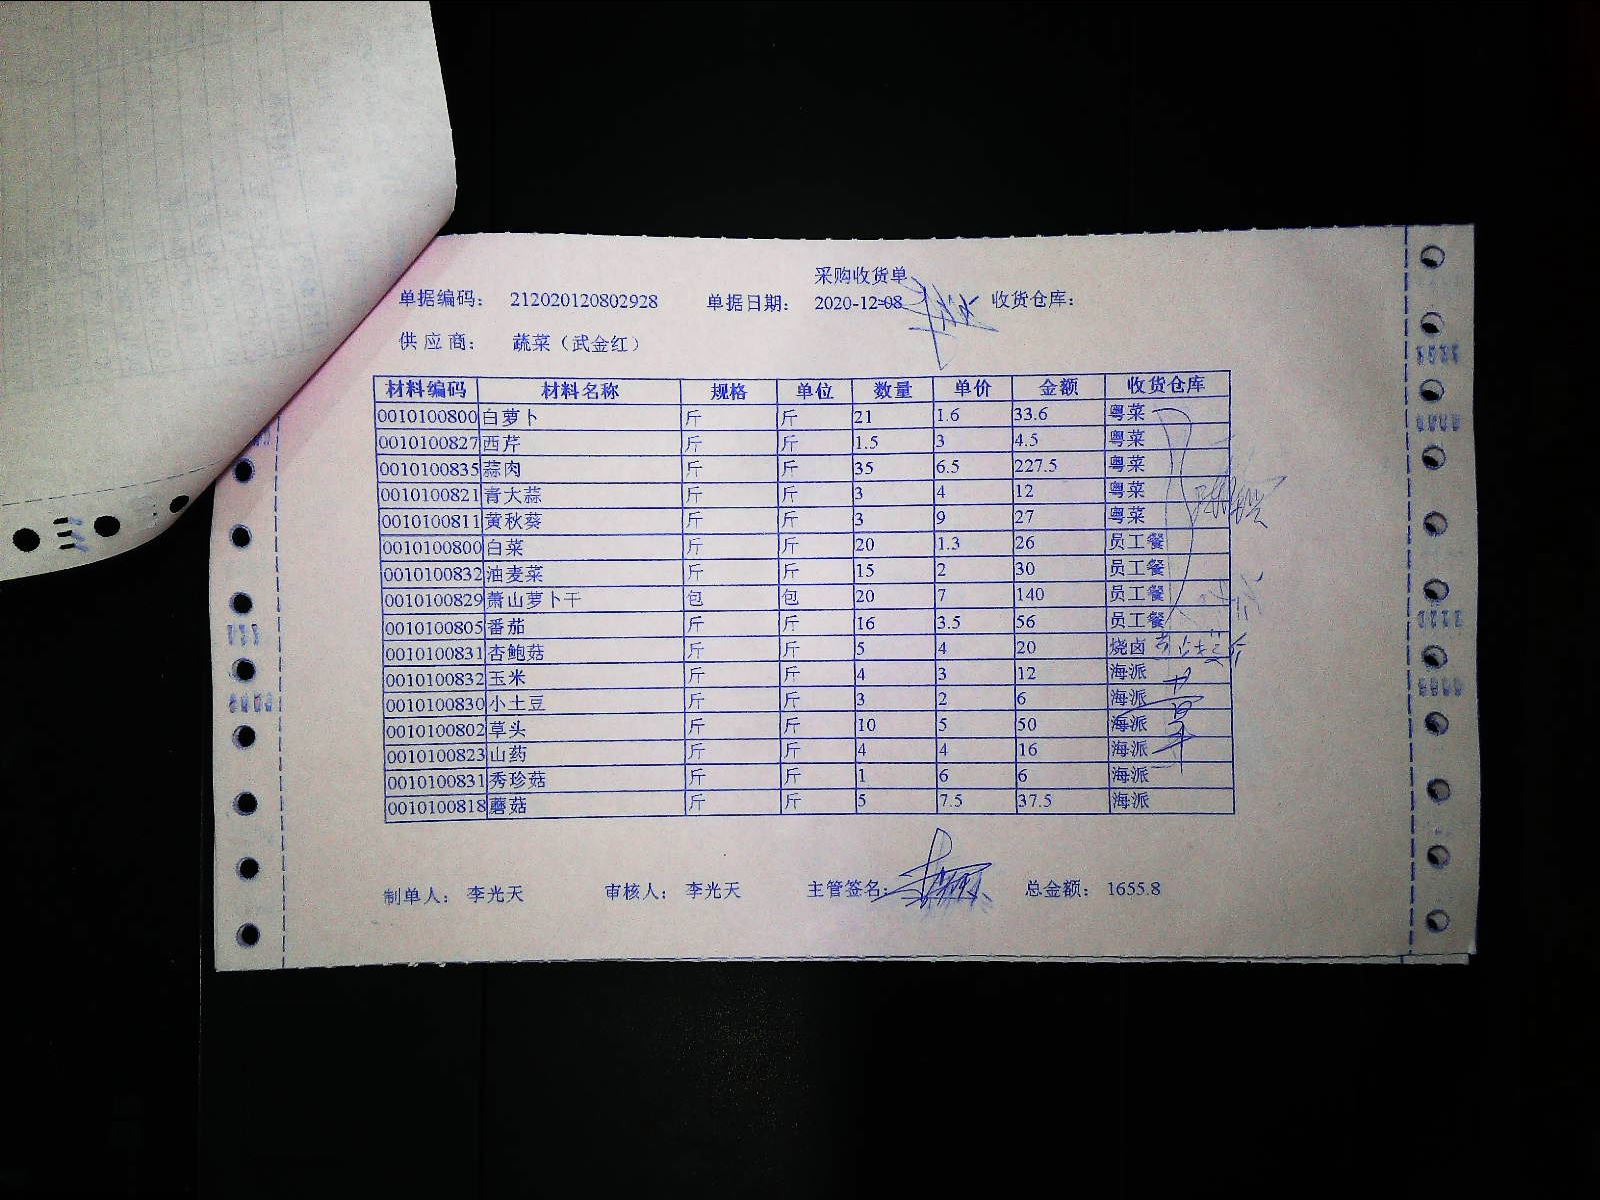 采购收货单
单据编码: 212020120802928 单据日期: 2020-12-08 收货仓库:
供应商: 蔬菜（武金红）
材料编码 材料名称 规格 单位 数量 单价 金额 收货仓库
0010100800 白萝卜 斤 斤 21 1.6 33.6 粤菜
0010100827 西芹 斤 斤 1.5 3 4.5 粤菜
0010100835 蒜肉 斤 斤 35 6.5 227.5 粤菜
0010100821 青大蒜 斤 斤 3 4 12 粤菜
0010100811 黄秋葵 斤 斤 3 9 27 粤菜
0010100800 白菜 斤 斤 20 1.3 26 员工餐
0010100832 油麦菜 斤 斤 15 2 30 员工餐
0010100829 萧山萝卜干 包 包 20 7 140 员工餐
0010100805 番茄 斤 斤 16 3.5 56 员工餐
0010100831 杏鲍菇 斤 斤 5 4 20 烧卤
0010100832 玉米 斤 斤 4 3 12 海派
0010100830 小土豆 斤 斤 3 2 6 海派
0010100802 草头 斤 斤 10 5 50 海派
0010100823 山药 斤 斤 4 4 16 海派
0010100831 秀珍菇 斤 斤 1 6 6 海派
0010100818 蘑菇 斤 斤 5 7.5 37.5 海派
制单人: 李光天 审核人: 李光天 主管签名: 总金额: 1655.8